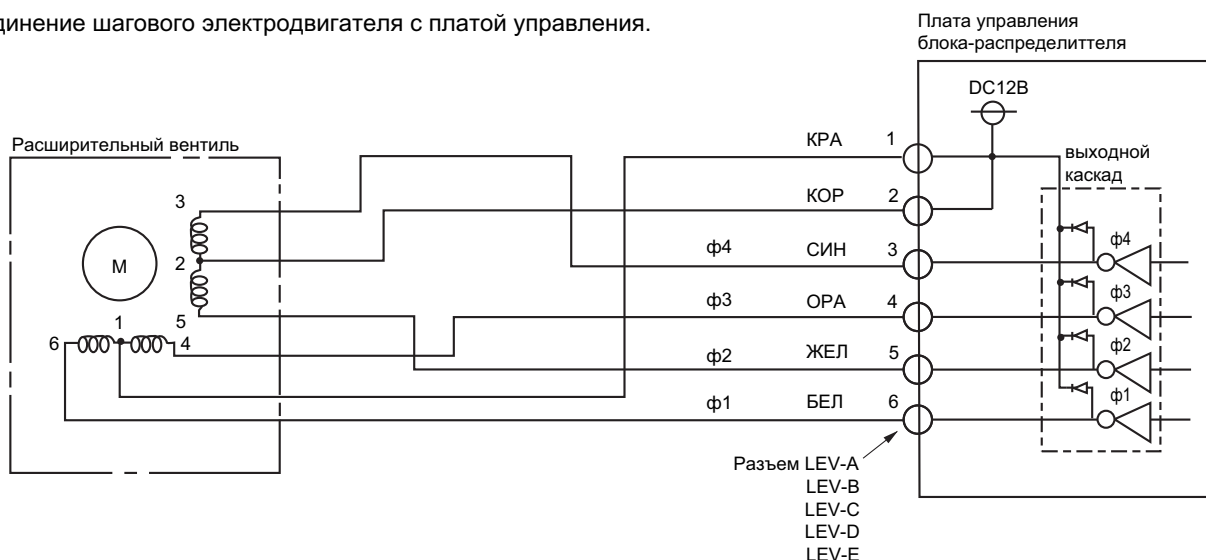 динение шагового электродвигателя с платой управления.
Плата управления
блока-распределиттеля
DC12В
Расширительный вентиль
КРА 1
выходной
каскад
3
КОР 2
ф4
2
М
ф4 СИН 3
ф3
1
5
ф3 ОРА 4
6
4
ф2
ф2 ЖЕЛ 5
ф1
ф1 БЕЛ 6
Разъем LEV-A
LEV-B
LEV-C
LEV-D
LEV-E